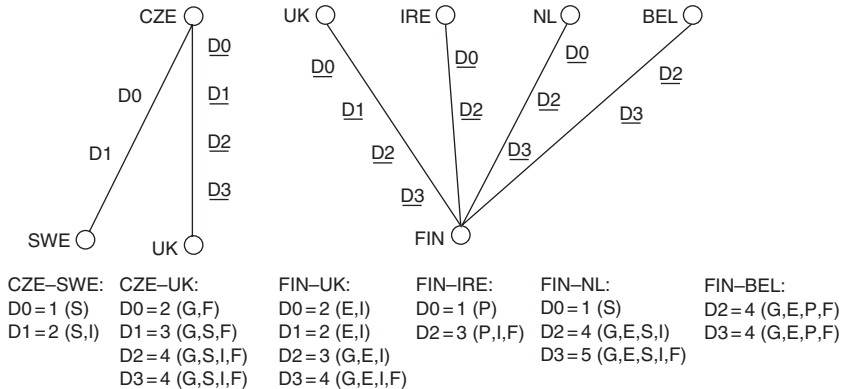 CZE
UK
IRE
NL
BEL
D0
D0
D0
D0
D2
D0
D1
D1
D2
D2
D3
D1
D2
D2
D3
D3
D3
SWE
UK
FIN
CZE–SWE:
D0=1 (S)
D1=2 (S,I)
CZE–UK:
D0=2 (G,F)
D1=3 (G,S,F)
D2=4 (G,S,I,F)
D3=4 (G,S,I,F)
FIN–UK:
D0=2 (E,I)
D1=2 (E,I)
D2=3 (G,E,I)
D3=4 (G,E,I,F)
FIN–IRE:
D0=1 (P)
D2=3 (P,I,F)
FIN–NL:
D0=1 (S)
D2=4 (G,E,S,I)
D3=5 (G,E,S,I,F)
FIN–BEL:
D2=4 (G,E,P,F)
D3=4 (G,E,P,F)